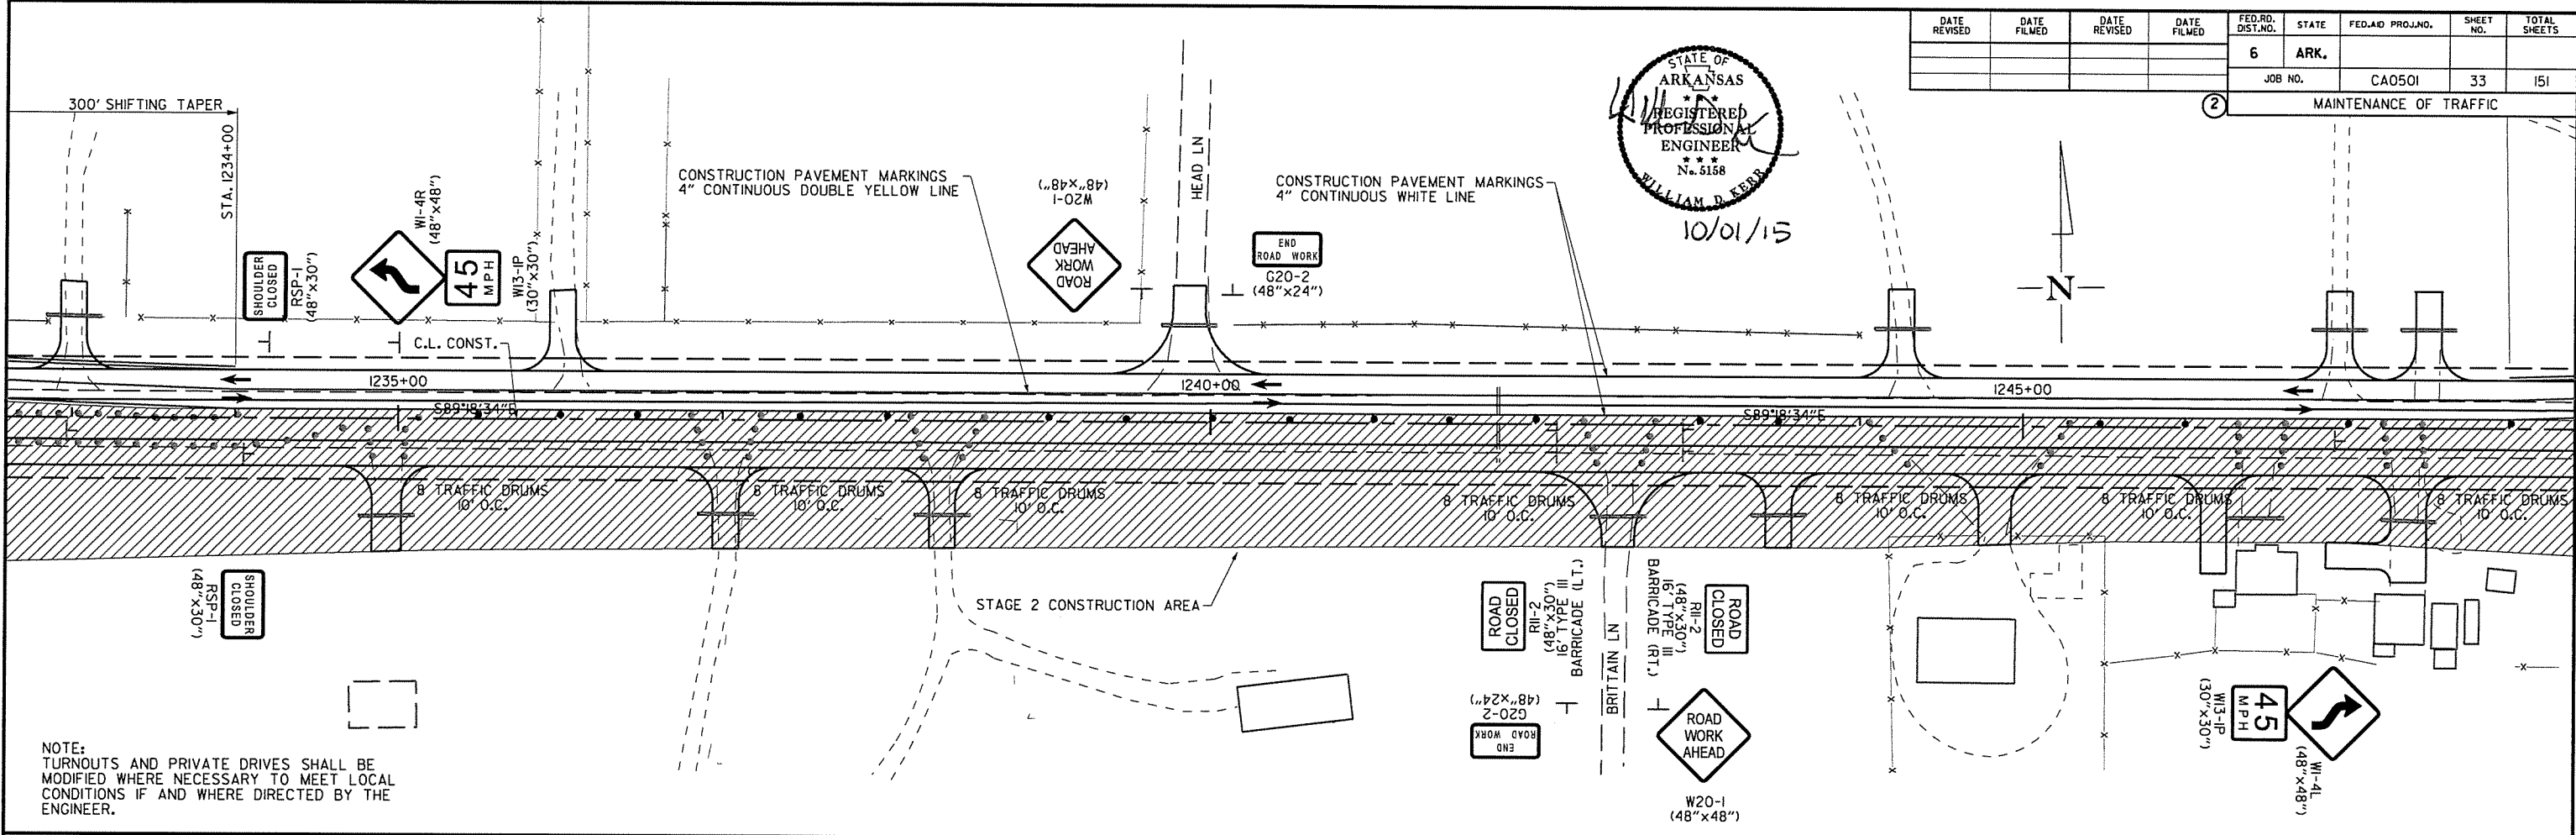 DATE REVISED
DATE FILMED
DATE REVISED
DATE FILMED
FED.RD. DIST.NO.
STATE
FED.AID PROJ.NO.
SHEET NO.
TOTAL SHEETS
6
ARK.
JOB NO.
CA0501
33
151
2
MAINTENANCE OF TRAFFIC
STATE OF
ARKANSAS
★ ★ ★
REGISTERED
PROFESSIONAL
ENGINEER
★ ★ ★
No. 5158
WILLIAM D. KERR
10/01/15
300' SHIFTING TAPER
STA. 1234+00
SHOULDER
CLOSED
RSP-1
(48"x30")
W1-4R
(48"x48")
45
MPH
W13-1P
(30"x30")
C.L. CONST.
CONSTRUCTION PAVEMENT MARKINGS
4" CONTINUOUS DOUBLE YELLOW LINE
ROAD
WORK
AHEAD
W20-1
(48"x48")
HEAD LN
END
ROAD WORK
G20-2
(48"x24")
CONSTRUCTION PAVEMENT MARKINGS
4" CONTINUOUS WHITE LINE
N
1235+00
1240+00
1245+00
S89°18'34"E
S89°18'34"E
8 TRAFFIC DRUMS
10' O.C.
8 TRAFFIC DRUMS
10' O.C.
8 TRAFFIC DRUMS
10' O.C.
8 TRAFFIC DRUMS
10' O.C.
8 TRAFFIC DRUMS
10' O.C.
8 TRAFFIC DRUMS
10' O.C.
8 TRAFFIC DRUMS
10' O.C.
SHOULDER
CLOSED
RSP-1
(48"x30")
STAGE 2 CONSTRUCTION AREA
ROAD
CLOSED
R11-2
(48"x30")
16' TYPE III
BARRICADE (LT.)
BRITTAIN LN
ROAD
CLOSED
R11-2
(48"x30")
16' TYPE III
BARRICADE (RT.)
END
ROAD WORK
G20-2
(48"x24")
ROAD
WORK
AHEAD
W20-1
(48"x48")
45
MPH
W13-1P
(30"x30")
W1-4L
(48"x48")
NOTE:
TURNOUTS AND PRIVATE DRIVES SHALL BE
MODIFIED WHERE NECESSARY TO MEET LOCAL
CONDITIONS IF AND WHERE DIRECTED BY THE
ENGINEER.